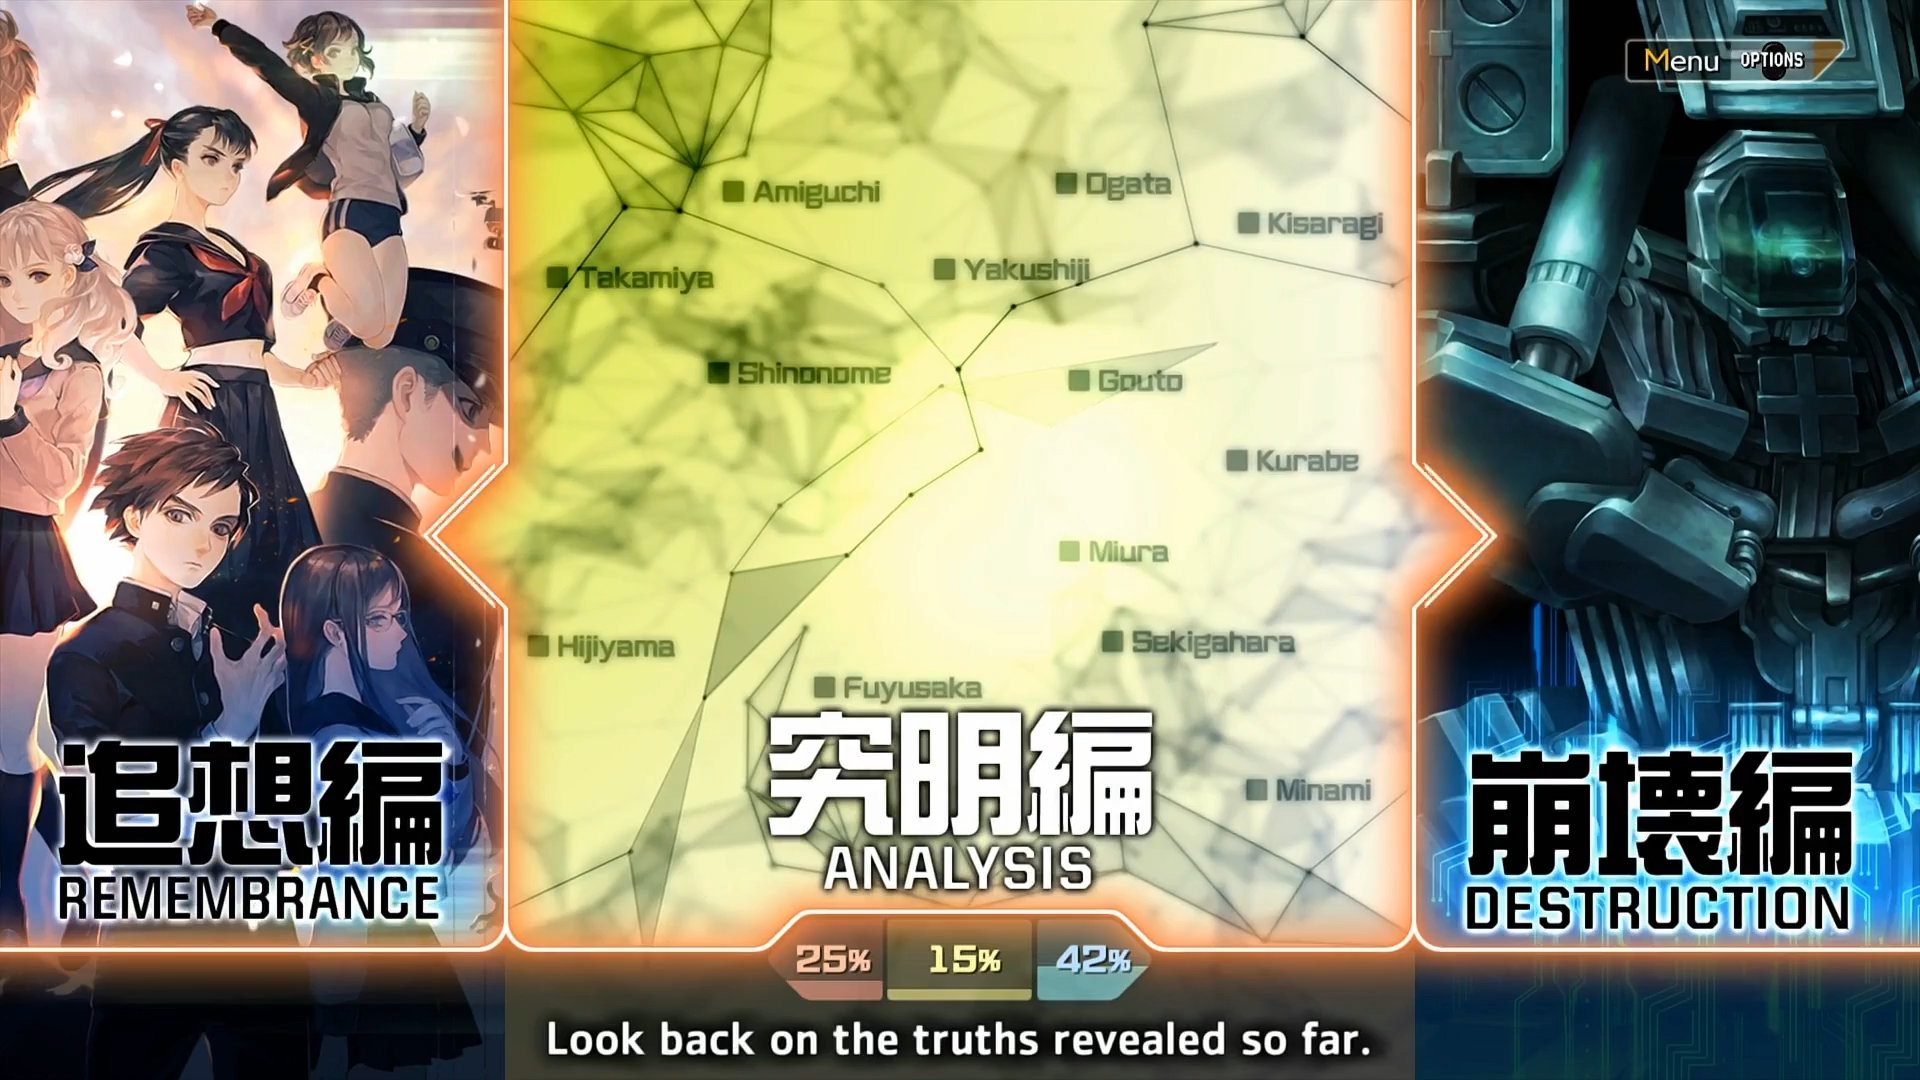 Menu OPTIONS
Amiguchi
Ogata
Kisaragi
Takamiya
Yakushiji
Shinonome
Gouto
Kurabe
Miura
Hijiyama
Sekigahara
Fuyusaka
Minami
追想編
REMEMBRANCE
究明編
ANALYSIS
崩壊編
DESTRUCTION
25%
15%
42%
Look back on the truths revealed so far.